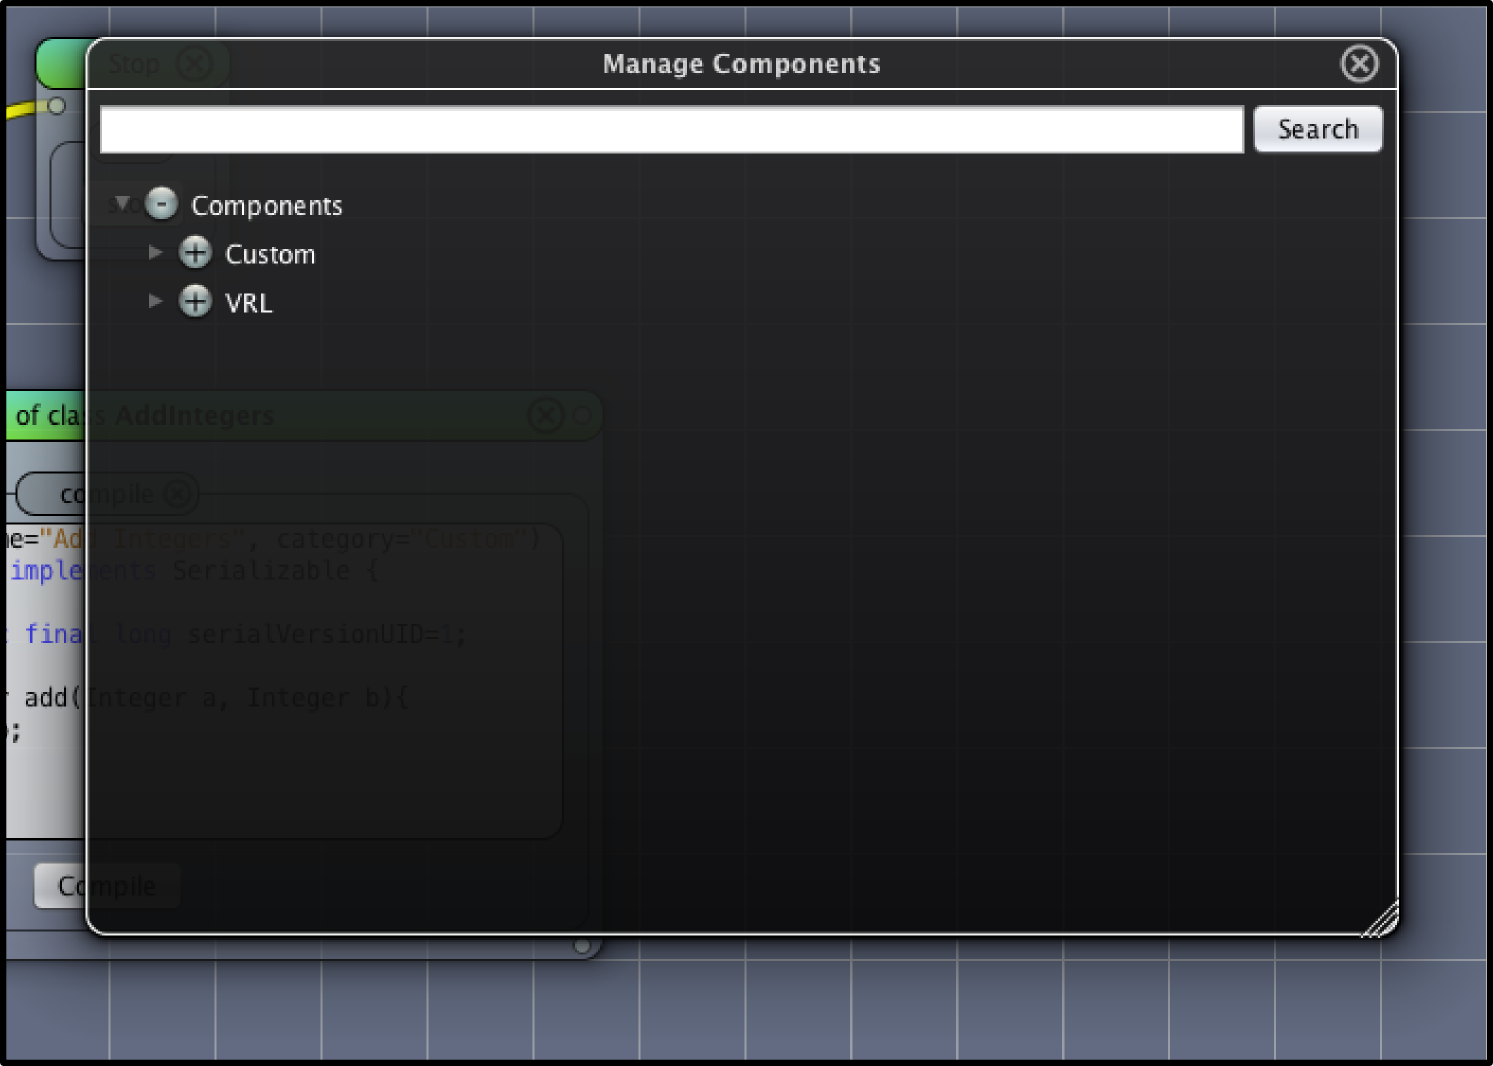 Stop
Manage Components
Search
Components
Custom
VRL
of class AddIntegers
compile
ne="Add Integers", category="Custom")
implements Serializable {
final long serialVersionUID=1;
add(Integer a, Integer b){
;
Compile